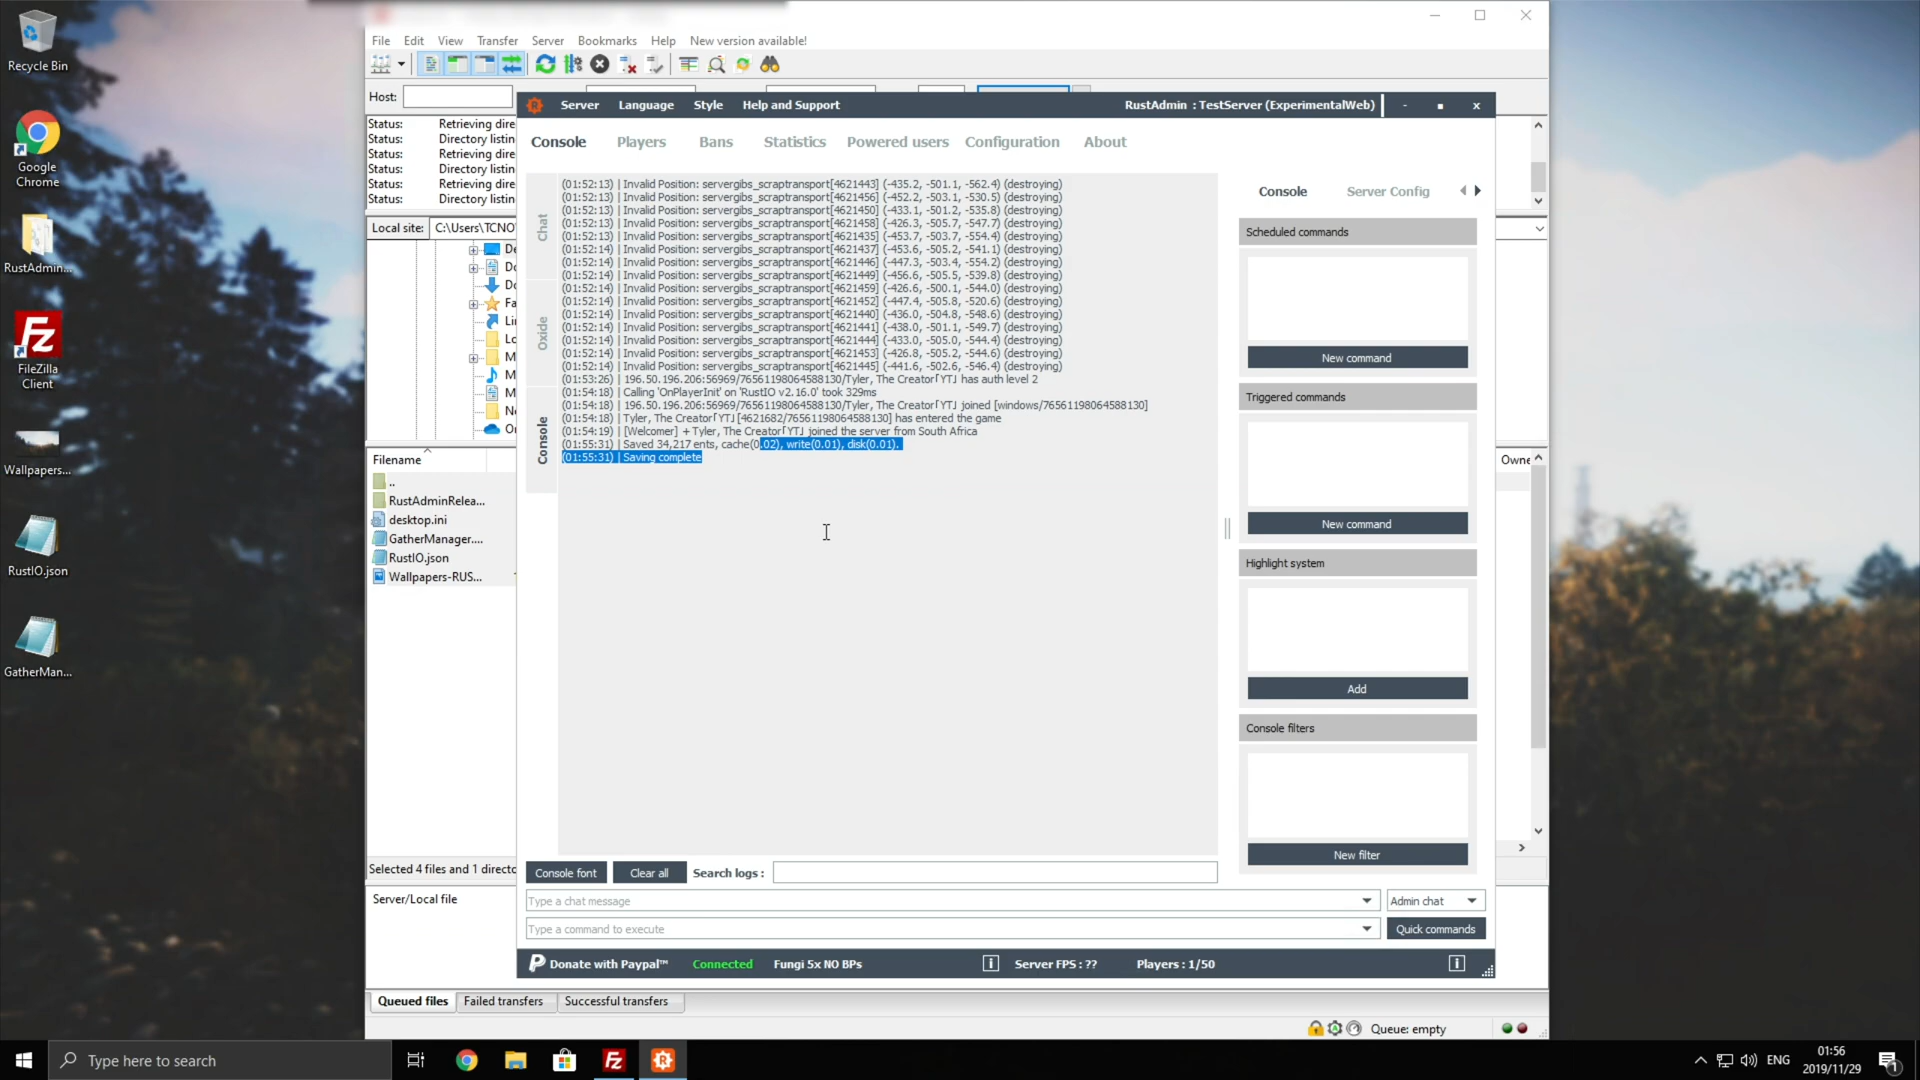 Recycle Bin
Google Chrome
RustAdmin...
FileZilla Client
Wallpapers...
RustIO.json
GatherMan...
File Edit View Transfer Server Bookmarks Help New version available!
Host:
Status: Retrieving dire
Status: Directory listin
Status: Retrieving dire
Status: Directory listin
Status: Retrieving dire
Status: Directory listin
Local site: C:\Users\TCNO
De
Do
Do
Fa
Lin
Lo
M
M
M
Ne
On
Filename
..
RustAdminRelea...
desktop.ini
GatherManager....
RustIO.json
Wallpapers-RUS...
Owne
Selected 4 files and 1 directo
Server/Local file
Queued files Failed transfers Successful transfers
Queue: empty
Server Language Style Help and Support
RustAdmin : TestServer (ExperimentalWeb)
Console Players Bans Statistics Powered users Configuration About
Chat
Oxide
Console
(01:52:13) | Invalid Position: servergibs_scraptransport[4621443] (-435.2, -501.1, -562.4) (destroying)
(01:52:13) | Invalid Position: servergibs_scraptransport[4621456] (-452.2, -503.1, -530.5) (destroying)
(01:52:13) | Invalid Position: servergibs_scraptransport[4621450] (-433.1, -501.2, -535.8) (destroying)
(01:52:13) | Invalid Position: servergibs_scraptransport[4621458] (-426.3, -505.7, -547.7) (destroying)
(01:52:13) | Invalid Position: servergibs_scraptransport[4621435] (-453.7, -503.7, -554.4) (destroying)
(01:52:14) | Invalid Position: servergibs_scraptransport[4621437] (-453.6, -505.2, -541.1) (destroying)
(01:52:14) | Invalid Position: servergibs_scraptransport[4621446] (-447.3, -503.4, -554.2) (destroying)
(01:52:14) | Invalid Position: servergibs_scraptransport[4621449] (-456.6, -505.5, -539.8) (destroying)
(01:52:14) | Invalid Position: servergibs_scraptransport[4621459] (-426.6, -500.1, -544.0) (destroying)
(01:52:14) | Invalid Position: servergibs_scraptransport[4621452] (-447.4, -505.8, -520.6) (destroying)
(01:52:14) | Invalid Position: servergibs_scraptransport[4621440] (-436.0, -504.8, -548.6) (destroying)
(01:52:14) | Invalid Position: servergibs_scraptransport[4621441] (-438.0, -501.1, -549.7) (destroying)
(01:52:14) | Invalid Position: servergibs_scraptransport[4621444] (-433.0, -505.0, -544.4) (destroying)
(01:52:14) | Invalid Position: servergibs_scraptransport[4621453] (-426.8, -505.2, -544.6) (destroying)
(01:52:14) | Invalid Position: servergibs_scraptransport[4621445] (-441.6, -502.6, -546.4) (destroying)
(01:53:26) | 196.50.196.206:56969/76561198064588130/Tyler, The Creator「YT」 has auth level 2
(01:54:18) | Calling 'OnPlayerInit' on 'RustIO v2.16.0' took 329ms
(01:54:18) | 196.50.196.206:56969/76561198064588130/Tyler, The Creator「YT」 joined [windows/76561198064588130]
(01:54:18) | Tyler, The Creator「YT」[4621682/76561198064588130] has entered the game
(01:54:19) | [Welcome] + Tyler, The Creator「YT」 joined the server from South Africa
(01:55:31) | Saved 34,217 ents, cache(0.02), write(0.01), disk(0.01).
(01:55:31) | Saving complete
Console Server Config
Scheduled commands
New command
Triggered commands
New command
Highlight system
Add
Console filters
New filter
Console font Clear all Search logs :
Type a chat message
Admin chat
Type a command to execute
Quick commands
Donate with Paypal™ Connected Fungi 5x NO BPs Server FPS : ?? Players : 1/50
Type here to search
ENG
01:56
2019/11/29
1